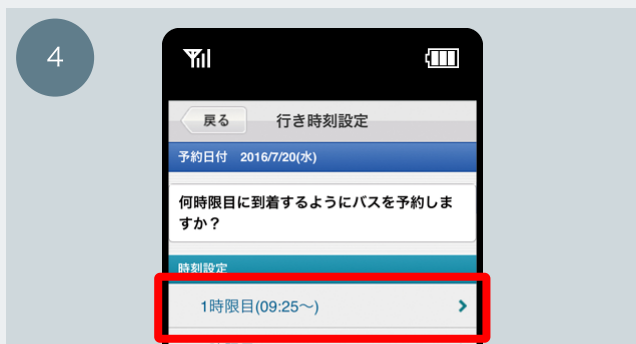 4
戻る 行き時刻設定
予約日付 2016/7/20(水)
何時限目に到着するようにバスを予約しま
すか？
時刻設定
1時限目(09:25〜)